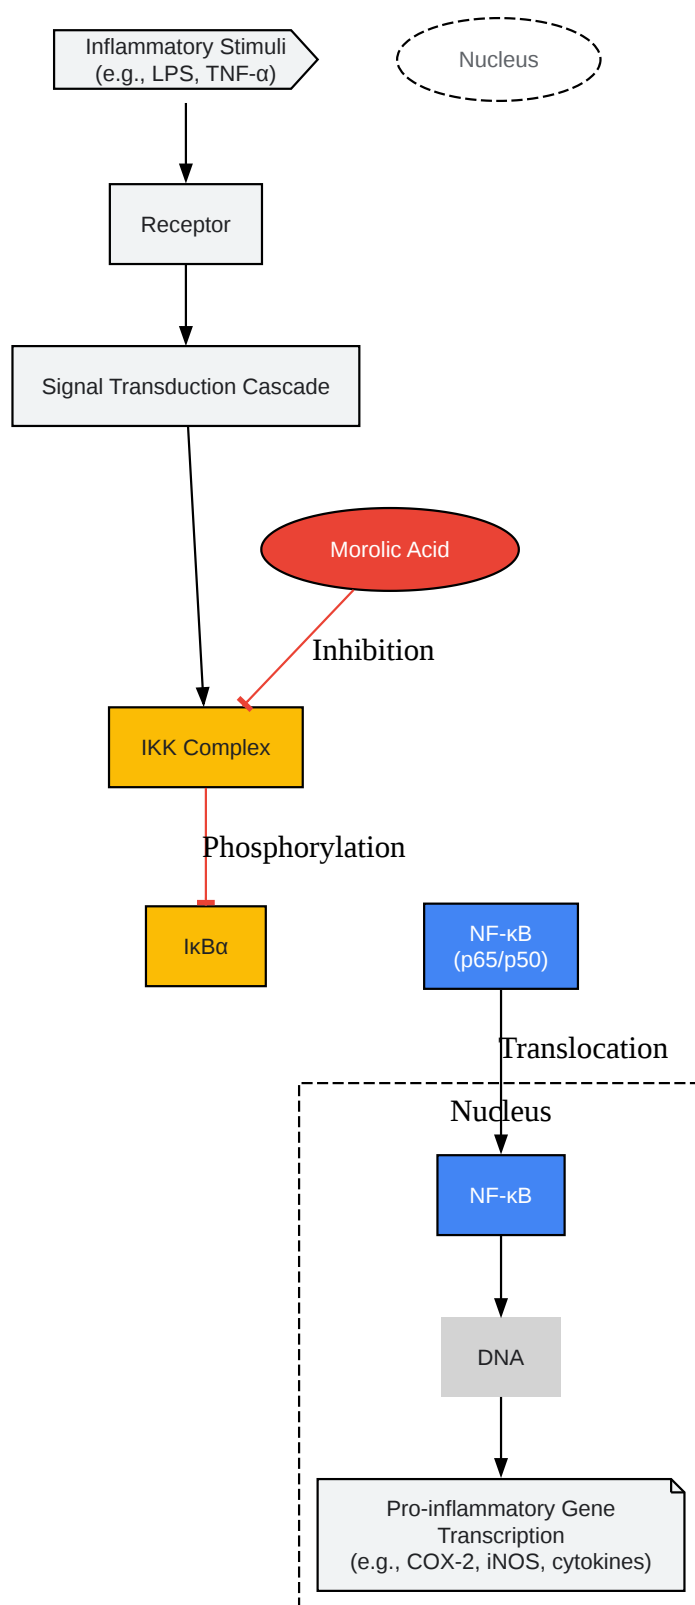 Inflammatory Stimuli
(e.g., LPS, TNF-α)
Nucleus
Receptor
Signal Transduction Cascade
Morolic Acid
Inhibition
IKK Complex
Phosphorylation
IκBα
NF-κB
(p65/p50)
Translocation
Nucleus
NF-κB
DNA
Pro-inflammatory Gene
Transcription
(e.g., COX-2, iNOS, cytokines)